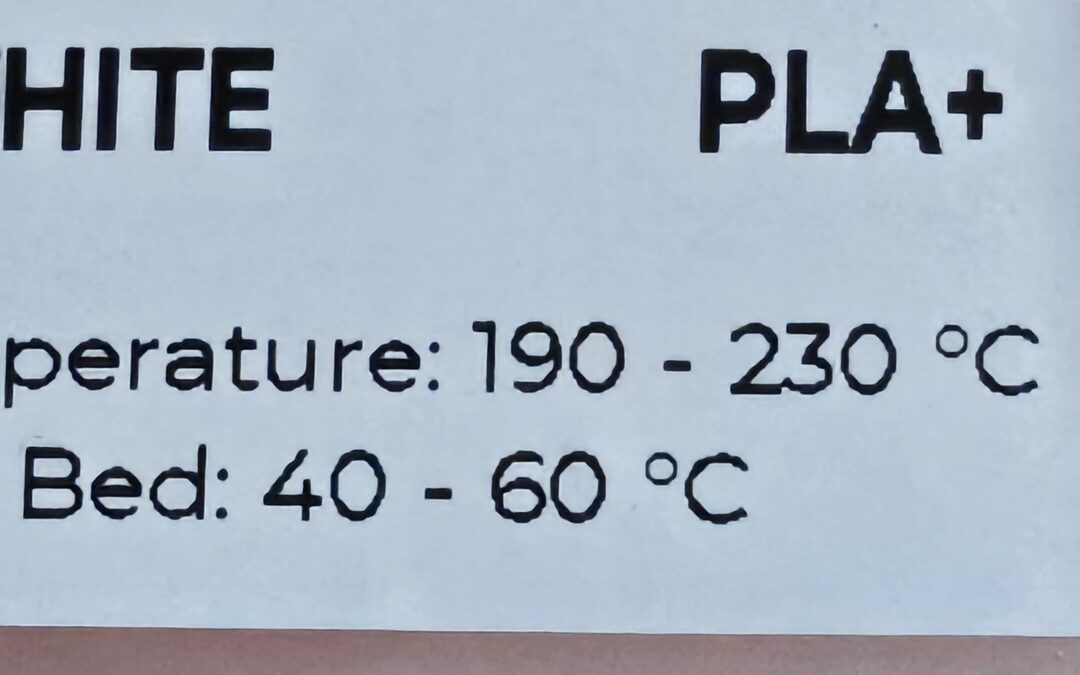 HITE PLA+
perature: 190 - 230 °C
Bed: 40 - 60 °C